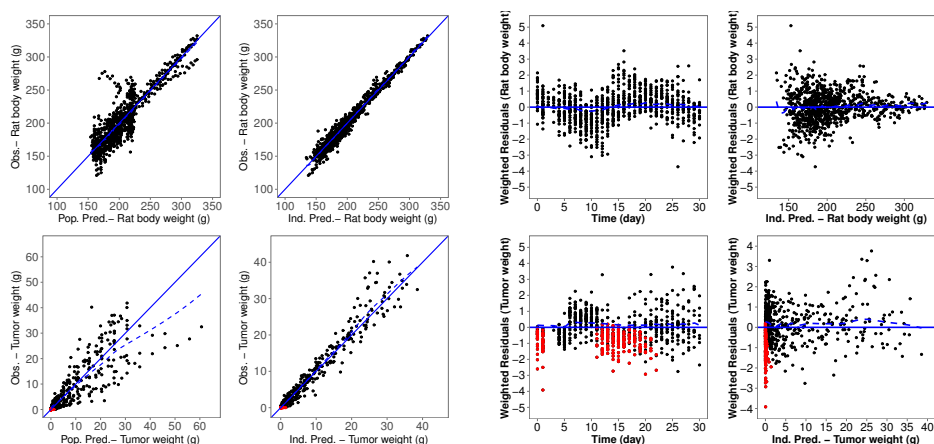 350
300
250
200
150
100
Obs.− Rat body weight (g)
100 150 200 250 300 350
Pop. Pred.− Rat body weight (g)
350
300
250
200
150
100
Obs.− Rat body weight (g)
100 150 200 250 300 350
Ind. Pred.− Rat body weight (g)
5
4
3
2
1
0
−1
−2
−3
−4
−5
Weighted Residuals (Rat body weight)
0 5 10 15 20 25 30
Time (day)
5
4
3
2
1
0
−1
−2
−3
−4
−5
Weighted Residuals (Rat body weight)
150 200 250 300
Ind. Pred. − Rat body weight (g)
60
50
40
30
20
10
0
Obs.− Tumor weight (g)
0 10 20 30 40 50 60
Pop. Pred.− Tumor weight (g)
40
30
20
10
0
Obs.− Tumor weight (g)
0 10 20 30 40
Ind. Pred.− Tumor weight (g)
5
4
3
2
1
0
−1
−2
−3
−4
−5
Weighted Residuals (Tumor weight)
0 5 10 15 20 25 30
Time (day)
4
3
2
1
0
−1
−2
−3
−4
Weighted Residuals (Tumor weight)
0 5 10 15 20 25 30 35 40
Ind. Pred. − Tumor weight (g)